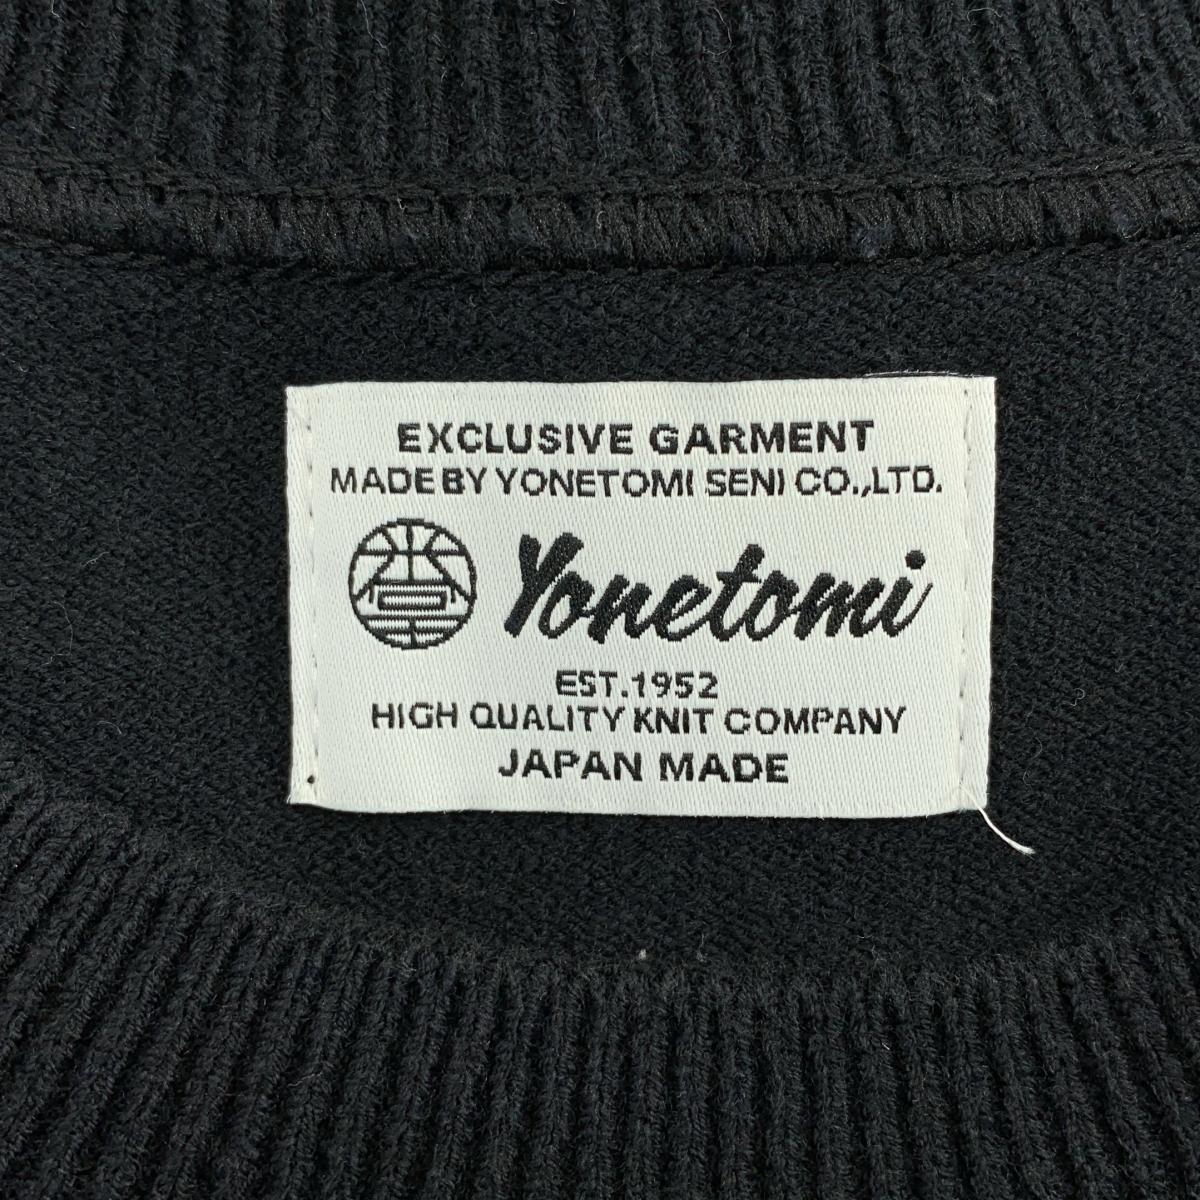 EXCLUSIVE GARMENT
MADE BY YONETOMI SENI CO.,LTD.
Yonetomi
EST.1952
HIGH QUALITY KNIT COMPANY
JAPAN MADE